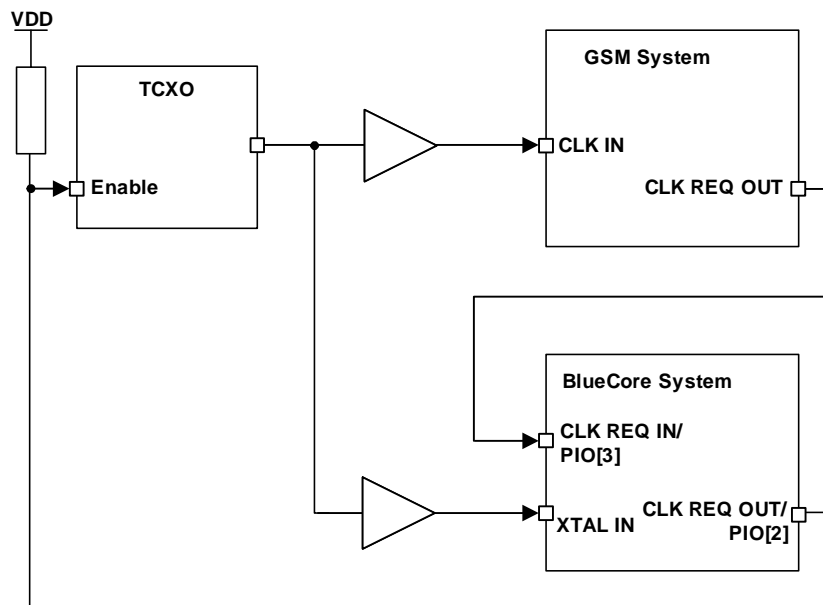 VDD
TCXO
Enable
GSM System
CLK IN
CLK REQ OUT
BlueCore System
CLK REQ IN/
PIO[3]
XTAL IN
CLK REQ OUT/
PIO[2]